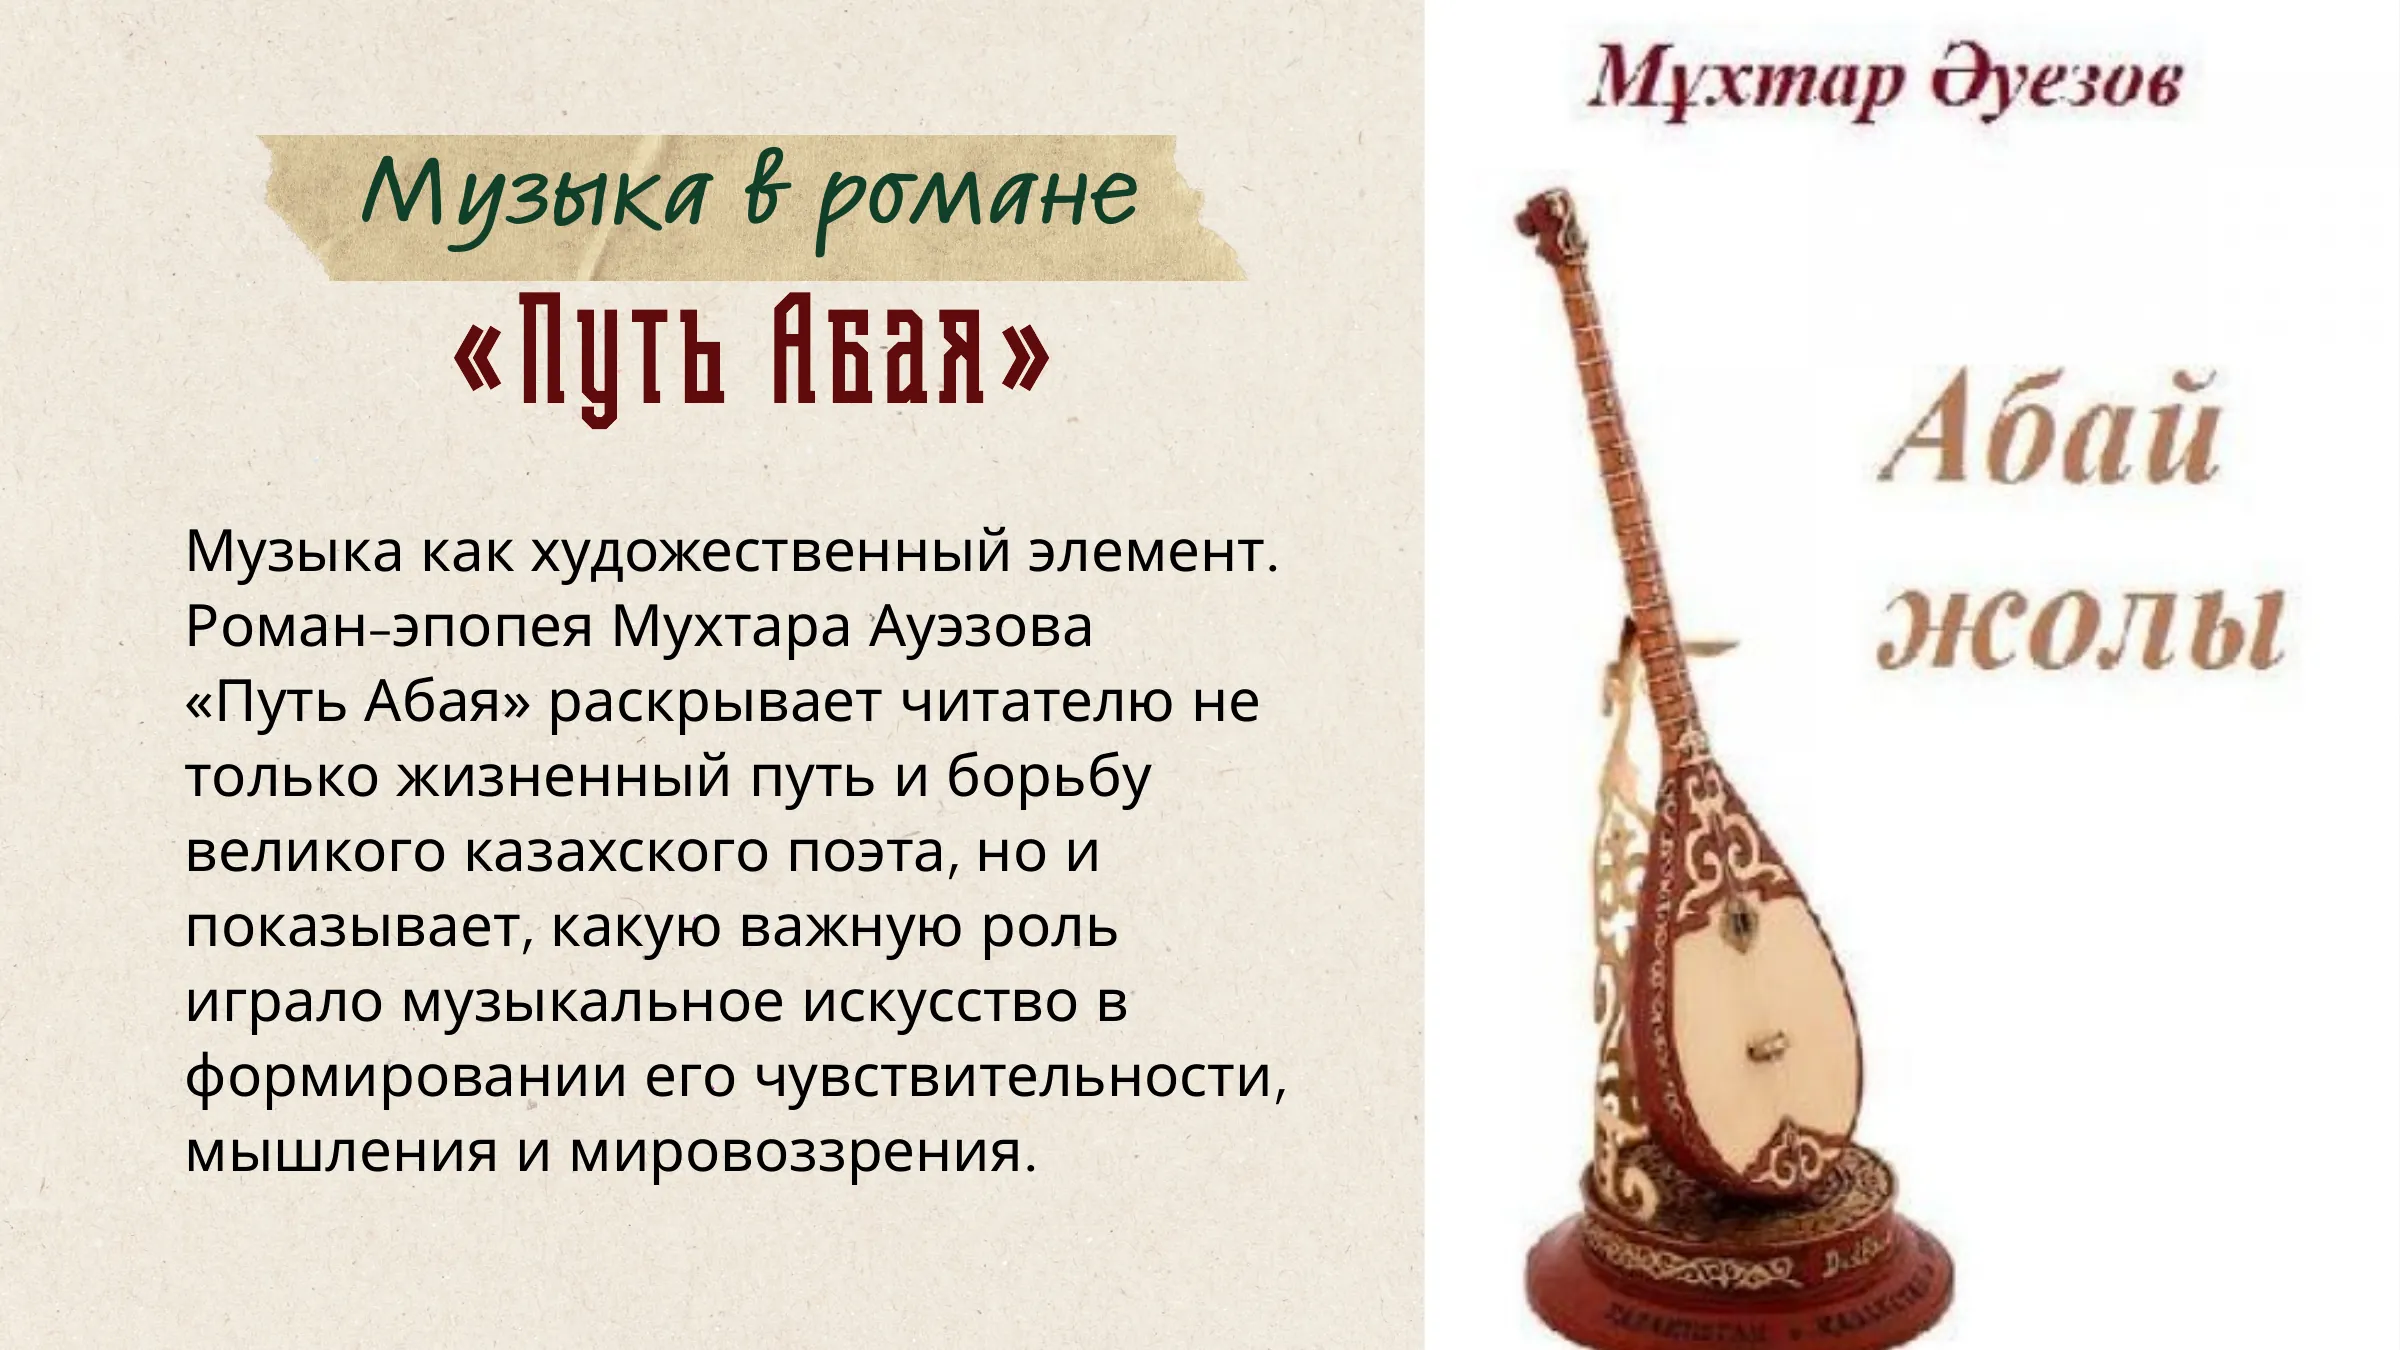 Музыка в романе
«Путь Абая»
Музыка как художественный элемент.
Роман–эпопея Мухтара Ауэзова
«Путь Абая» раскрывает читателю не
только жизненный путь и борьбу
великого казахского поэта, но и
показывает, какую важную роль
играло музыкальное искусство в
формировании его чувствительности,
мышления и мировоззрения.
Мұхтар Әуезов
Абай
жолы